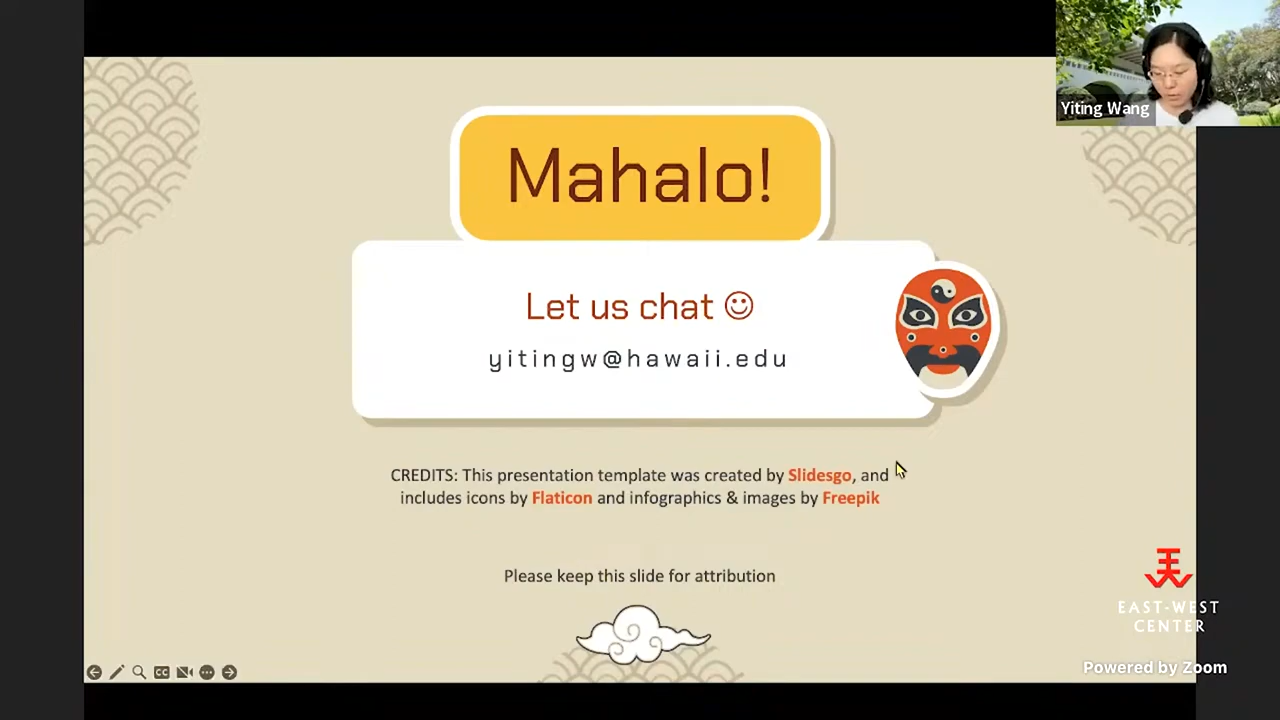 Yiting Wang
Mahalo!
Let us chat ☺
yitingw@hawaii.edu
CREDITS: This presentation template was created by Slidesgo, and
includes icons by Flaticon and infographics & images by Freepik
Please keep this slide for attribution
EAST-WEST
CENTER
Powered by Zoom
CC